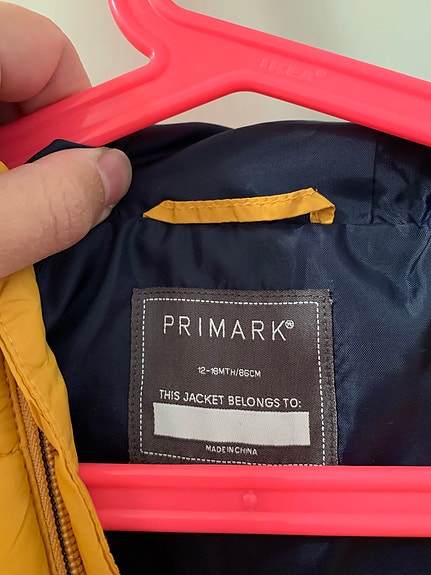 IKEA®
PRIMARK®
12-18MTH/86CM
THIS JACKET BELONGS TO:
MADE IN CHINA